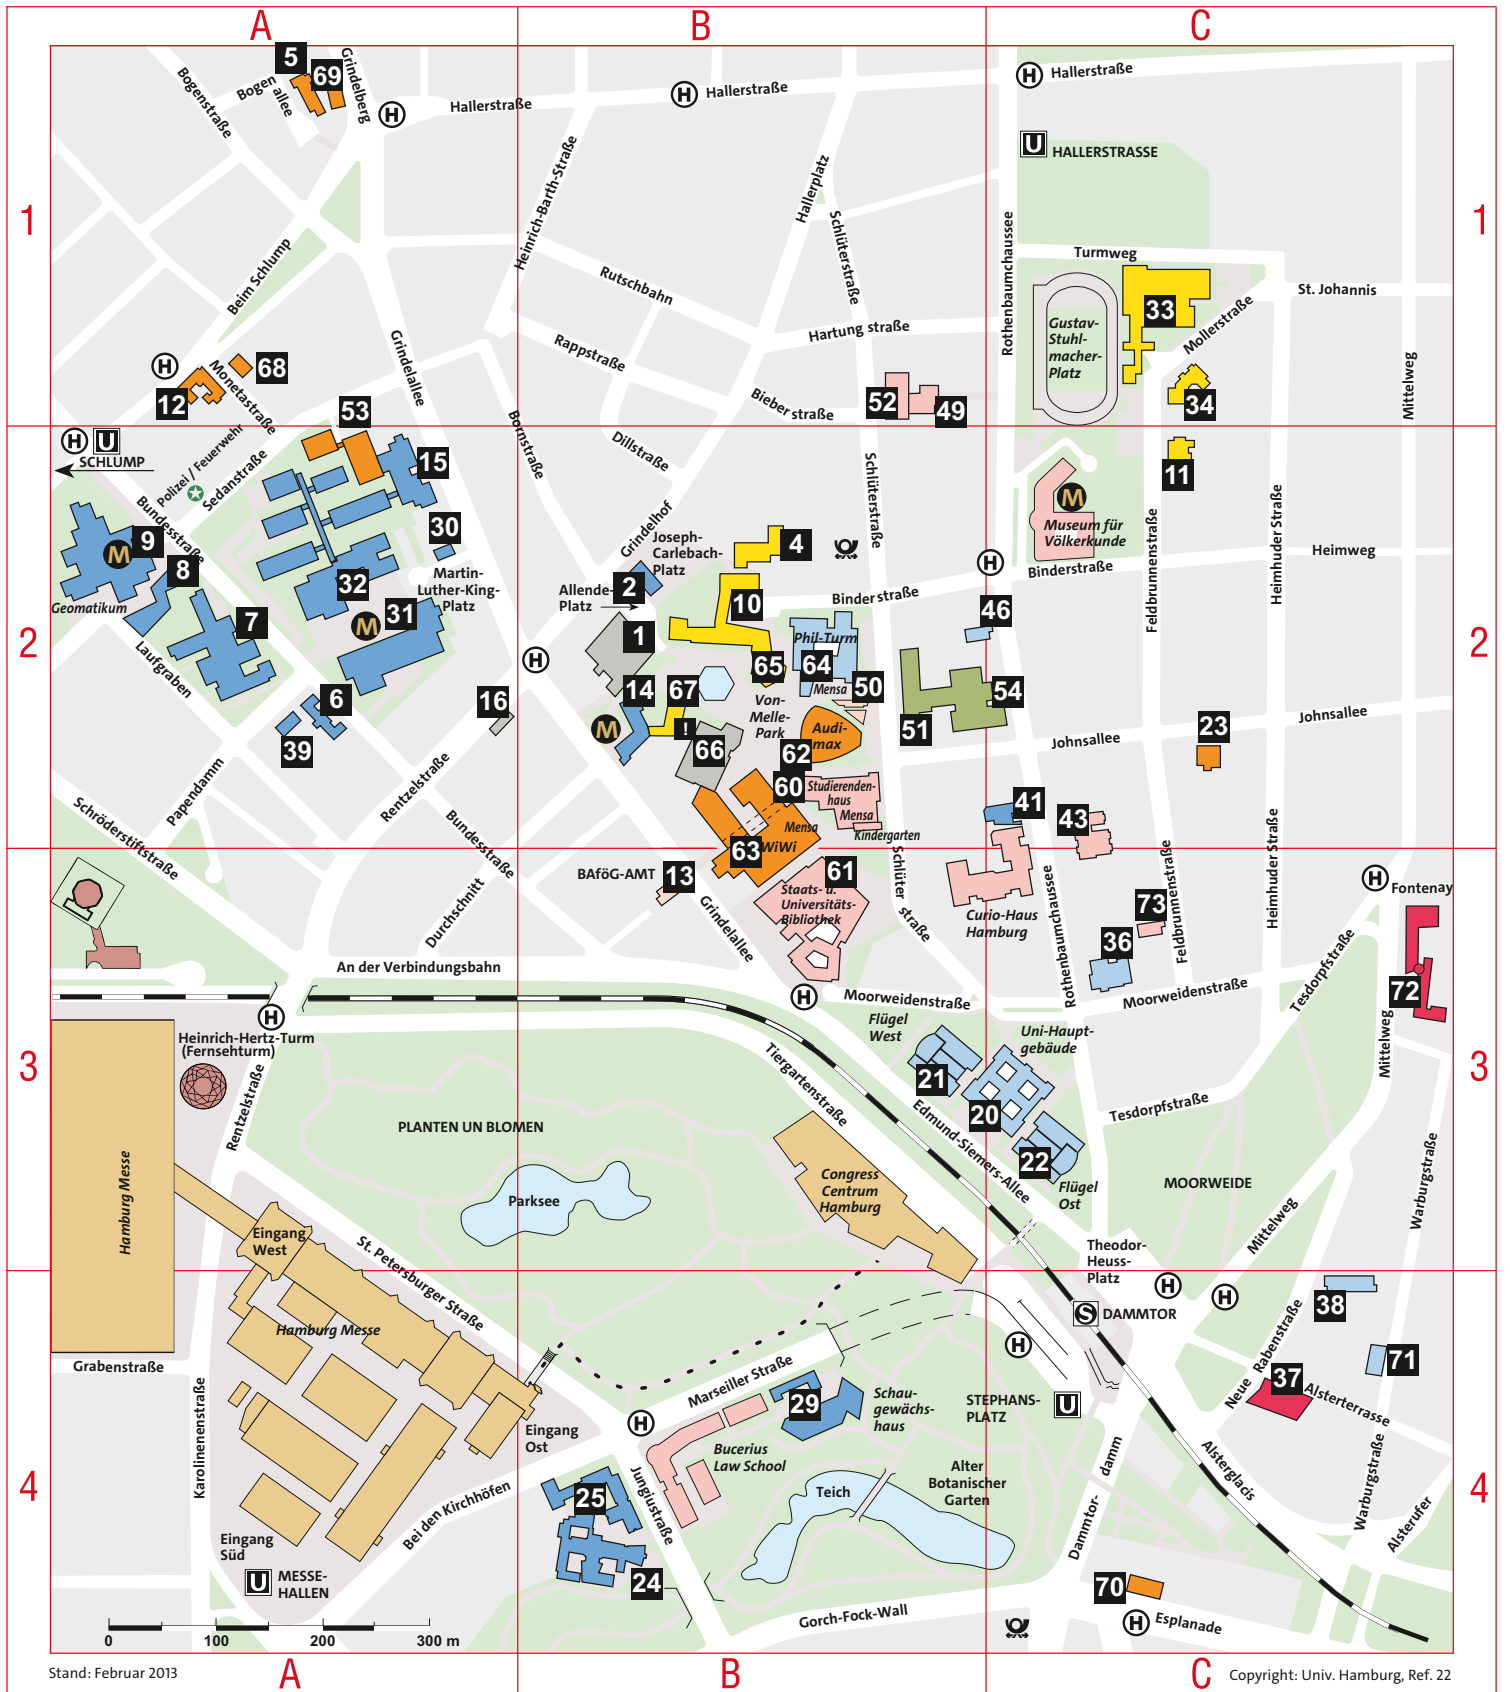 A
B
C
5
69
Bogenstraße
Bogen
allee
Grindelberg
H
Hallerstraße
H
Hallerstraße
H
Hallerstraße
U
HALLERSTRASSE
1
1
Heinrich-Barth-Straße
Hallerplatz
Schlüterstraße
Rothenbaumchaussee
Turmweg
Beim Schlump
Rutschbahn
St. Johannis
33
Gustav-
Stuhl-
macher-
Platz
Mollerstraße
Hartung straße
Rappstraße
Grindelallee
Mittelweg
H
Monetastraße
68
12
Bieber straße
52
49
34
53
Bornstraße
H
U
SCHLUMP
Polizei / Feuerwehr
Sedanstraße
15
Dillstraße
Schlüterstraße
11
M
Museum für
Völkerkunde
Feldbrunnenstraße
Heimhuder Straße
Heimweg
Bundesstraße
30
Grindelhof
Joseph-
Carlebach-
Platz
4
M
9
8
Geomatikum
32
Martin-
Luther-King-
Platz
31
M
2
Allende-
Platz
H
Binderstraße
Binderstraße
10
46
7
1
Phil-Turm
2
2
Laufgraben
H
65
64
Mensa
50
54
51
6
16
14
67
!
Von-
Melle-
Park
39
M
66
62
Audi-
max
Johnsallee
Johnsallee
23
Rentzelstraße
Papendamm
60
Studierenden-
haus
Mensa
Kindergarten
41
43
Schröderstiftstraße
Bundesstraße
Mensa
63
WiWi
Heimhuder Straße
BAföG-AMT
13
61
Staats- u.
Universitäts-
Bibliothek
Schlüter straße
H
Fontenay
Durchschnitt
Grindelallee
Curio-Haus
Hamburg
Rothenbaumchaussee
Feldbrunnenstraße
73
36
Tesdorpfstraße
An der Verbindungsbahn
72
H
H
Moorweidenstraße
Moorweidenstraße
Heinrich-Hertz-Turm
(Fernsehturm)
Flügel
West
Uni-Haupt-
gebäude
Mittelweg
3
3
Rentzelstraße
Tiergartenstraße
21
20
Tesdorpfstraße
PLANTEN UN BLOMEN
Edmund-Siemers-Allee
22
Flügel
Ost
Hamburg Messe
Congress
Centrum
Hamburg
MOORWEIDE
Warburgstraße
Parksee
Mittelweg
Eingang
West
St. Petersburger Straße
Theodor-
Heuss-
Platz
H
H
S
DAMMTOR
38
Hamburg Messe
H
Neue Rabenstraße
71
Grabenstraße
Marseiller Straße
29
Schau-
gewächs-
haus
STEPHANS-
PLATZ
U
37
Alsterterrasse
H
Karolinenstraße
Eingang
Ost
Bucerius
Law School
Dammtor- damm
Alsterglacis
Warburgstraße
4
4
Bei den Kirchhöfen
25
Jungiustraße
Teich
Alter
Botanischer
Garten
Alsterufer
Eingang
Süd
U
MESSE-
HALLEN
24
70
Gorch-Fock-Wall
H
Esplanade
0
100
200
300 m
A
B
C
Stand: Februar 2013
Copyright: Univ. Hamburg, Ref. 22